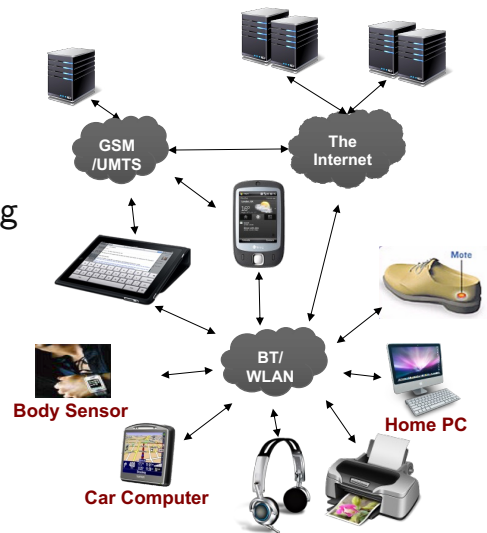 GSM
/UMTS
The
Internet
g
Mote
BT/
WLAN
Body Sensor
Home PC
Car Computer